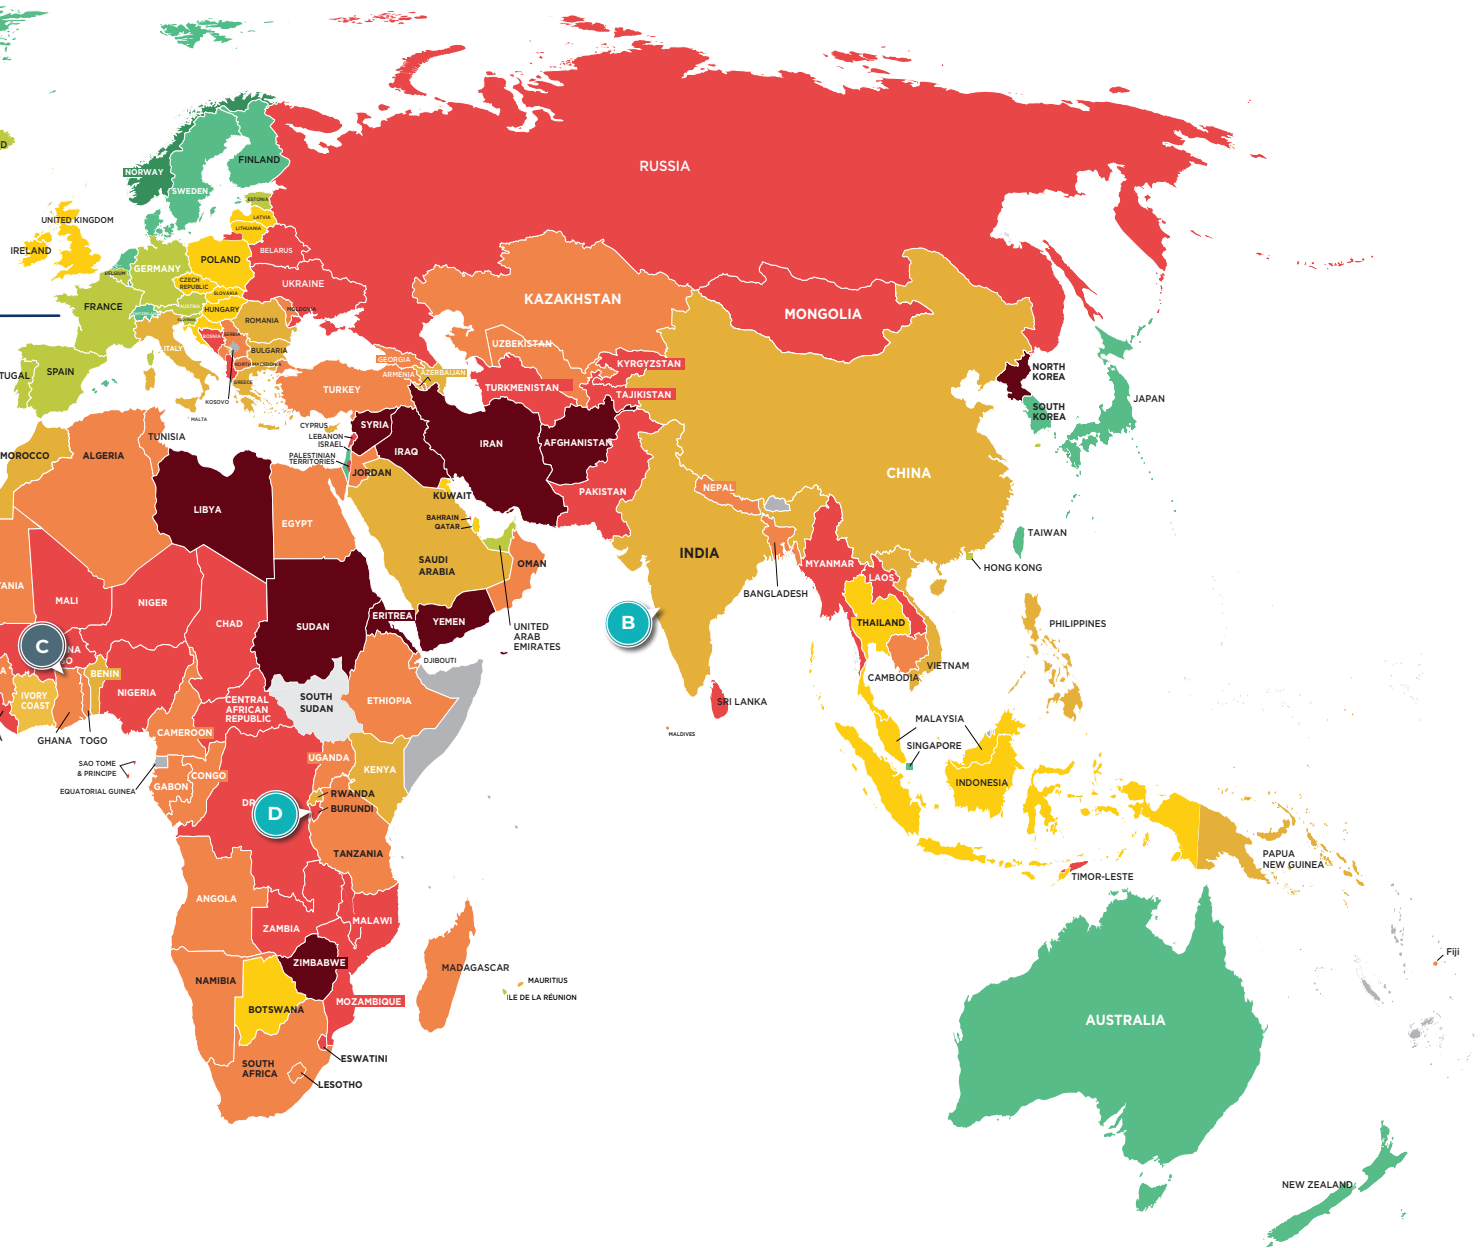 D
NORWAY
FINLAND
SWEDEN
ESTONIA
LATVIA
LITHUANIA
UNITED KINGDOM
IRELAND
BELARUS
POLAND
GERMANY
BELGIUM
CZECH
REPUBLIC
SLOVAKIA
UKRAINE
MOLDOVA
FRANCE
HUNGARY
ROMANIA
SERBIA
ITALY
BULGARIA
NORTH MACEDONIA
GREECE
KOSOVO
MALTA
SPAIN
TUGAL
RUSSIA
KAZAKHSTAN
MONGOLIA
UZBEKISTAN
KYRGYZSTAN
TURKMENISTAN
TAJIKISTAN
GEORGIA
ARMENIA
AZERBAIJAN
TURKEY
NORTH
KOREA
SOUTH
KOREA
JAPAN
CHINA
CYPRUS
LEBANON
ISRAEL
PALESTINIAN
TERRITORIES
SYRIA
IRAQ
IRAN
AFGHANISTAN
JORDAN
KUWAIT
BAHRAIN
QATAR
PAKISTAN
NEPAL
INDIA
BANGLADESH
MYANMAR
LAOS
THAILAND
VIETNAM
CAMBODIA
TAIWAN
HONG KONG
PHILIPPINES
SAUDI
ARABIA
OMAN
YEMEN
UNITED
ARAB
EMIRATES
MOROCCO
ALGERIA
TUNISIA
LIBYA
EGYPT
TANIA
MALI
NIGER
CHAD
SUDAN
ERITREA
DJIBOUTI
C
B
BENIN
IVORY
COAST
NIGERIA
GHANA
TOGO
CENTRAL
AFRICAN
REPUBLIC
SOUTH
SUDAN
ETHIOPIA
CAMEROON
SAO TOME
& PRINCIPE
EQUATORIAL GUINEA
CONGO
GABON
UGANDA
KENYA
RWANDA
BURUNDI
DR
D
TANZANIA
SRI LANKA
MALDIVES
MALAYSIA
SINGAPORE
INDONESIA
PAPUA
NEW GUINEA
TIMOR-LESTE
ANGOLA
ZAMBIA
MALAWI
ZIMBABWE
NAMIBIA
BOTSWANA
MOZAMBIQUE
MADAGASCAR
MAURITIUS
ILE DE LA RÉUNION
ESWATINI
SOUTH
AFRICA
LESOTHO
Fiji
AUSTRALIA
NEW ZEALAND